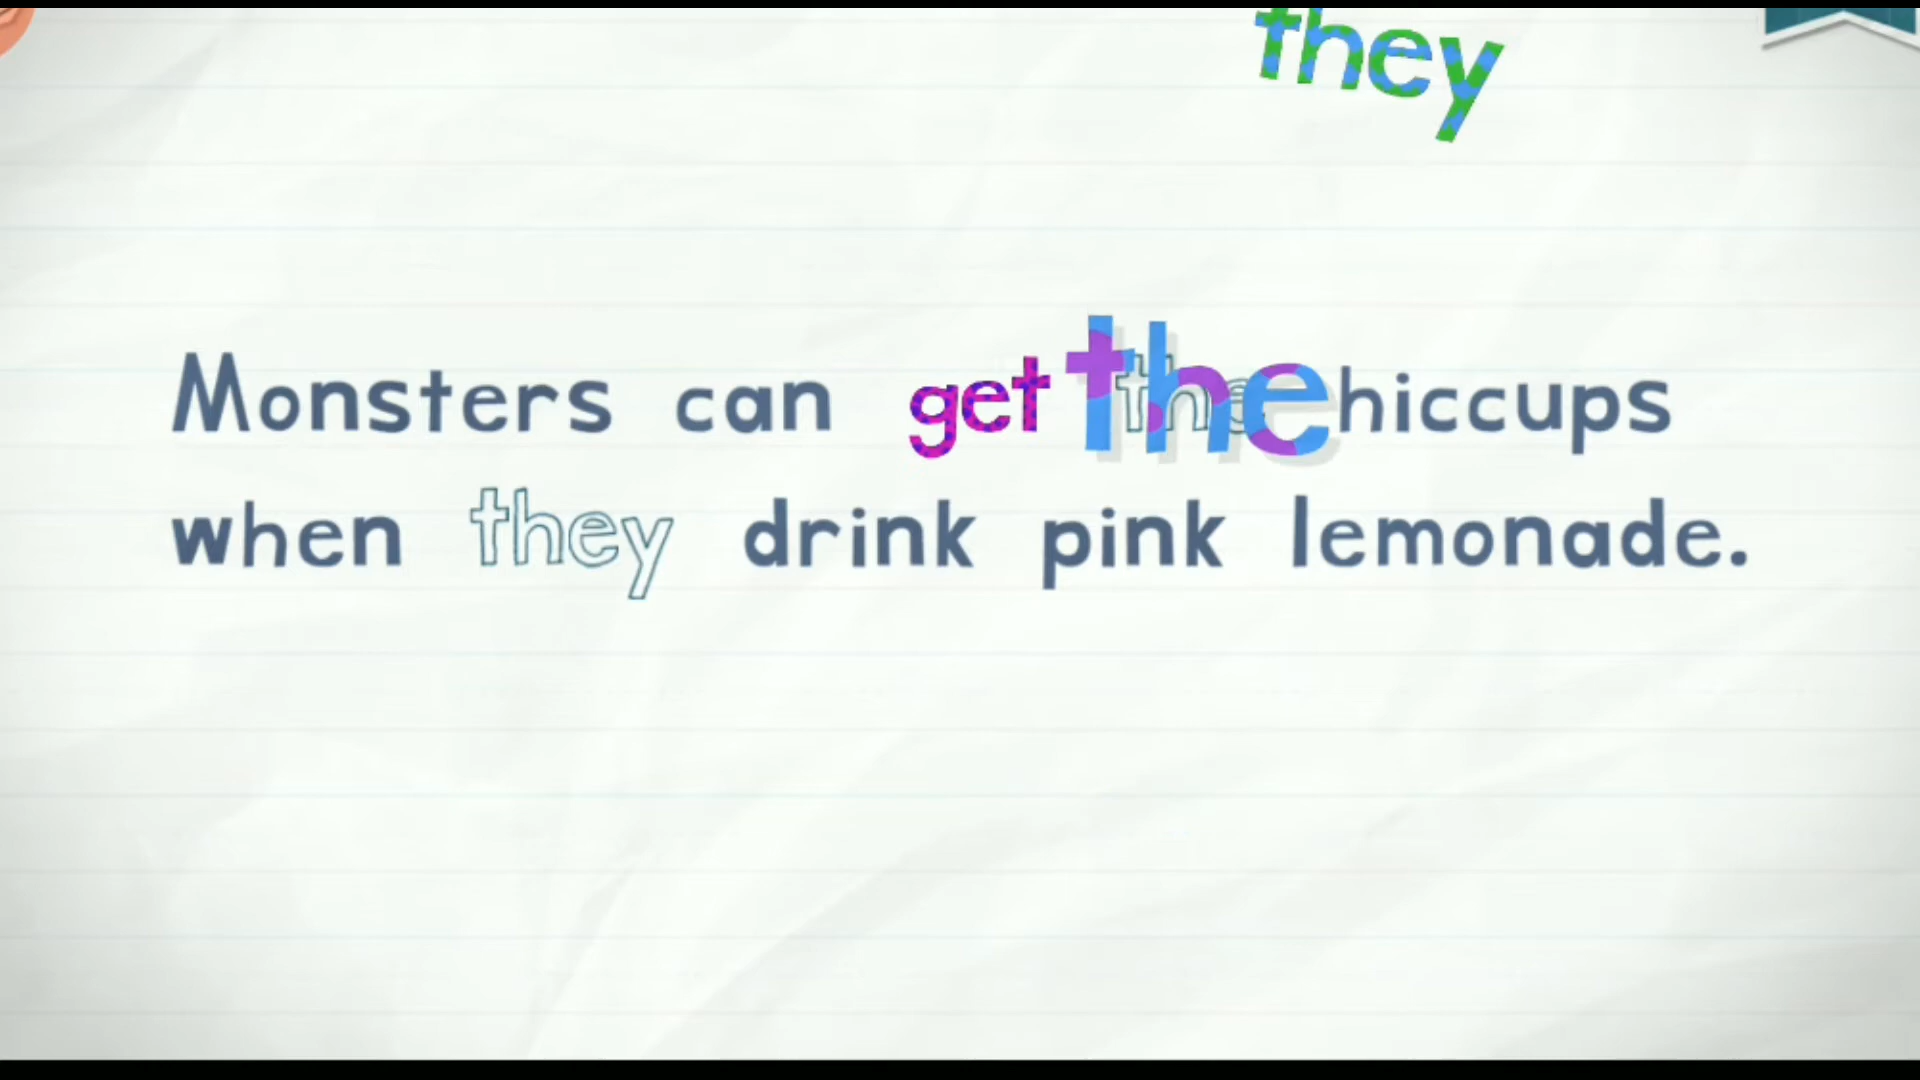 they
Monsters can get the hiccups
when they drink pink lemonade.